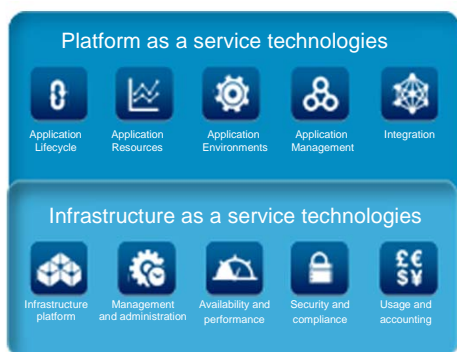 Platform as a service technologies
Application
Lifecycle
Application
Resources
Application
Environments
Application
Management
Integration
Infrastructure as a service technologies
Infrastructure
platform
Management
and administration
Availability and
performance
Security and
compliance
£€
$¥
Usage and
accounting